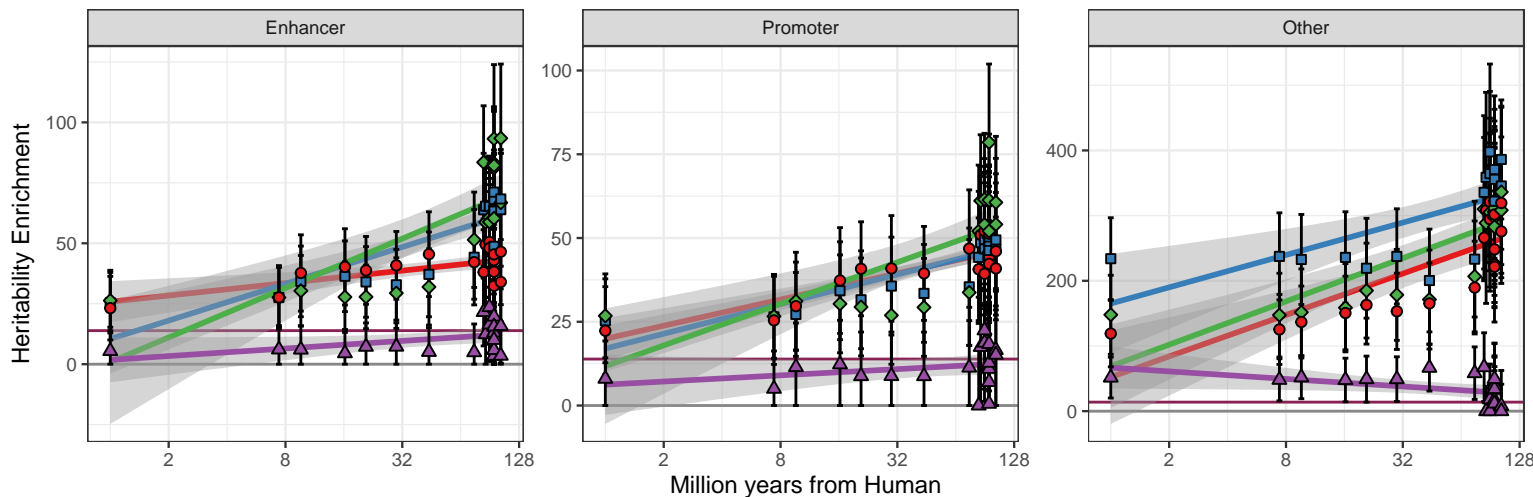 Enhancer Promoter Other
Heritability Enrichment
100
50
0
2 8 32 128
100
75
50
25
0
2 8 32 128
400
200
0
2 8 32 128
Million years from Human